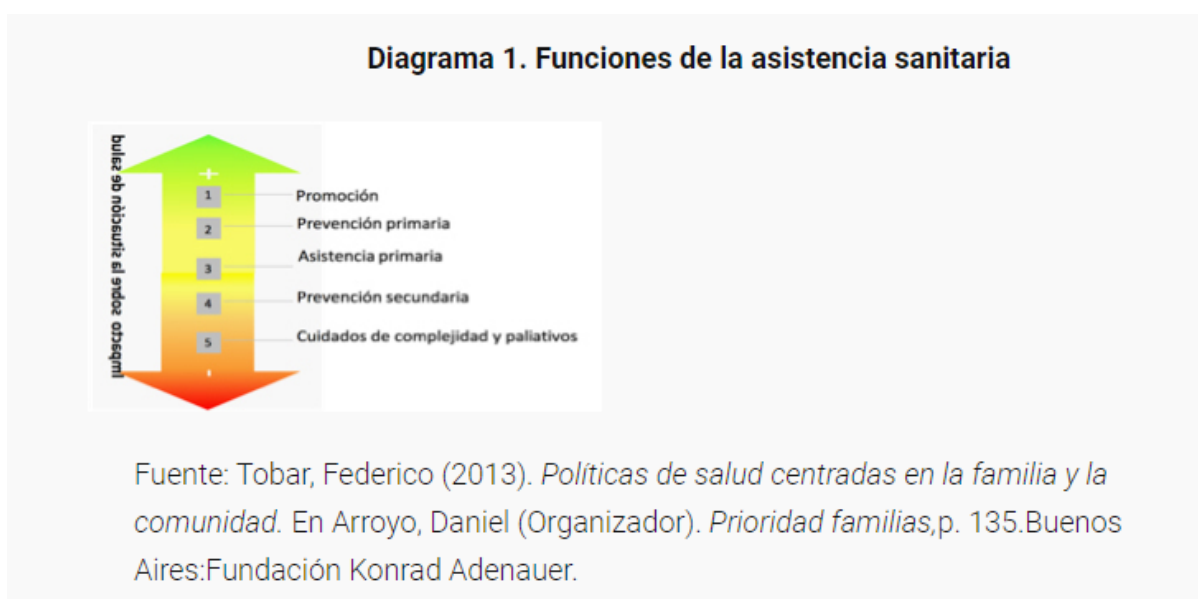 Diagrama 1. Funciones de la asistencia sanitaria
Impacto sobre la situaciòn de salud
+
1 Promoción
2 Prevención primaria
3 Asistencia primaria
4 Prevención secundaria
5 Cuidados de complejidad y paliativos
-
Fuente: Tobar, Federico (2013). Políticas de salud centradas en la familia y la
comunidad. En Arroyo, Daniel (Organizador). Prioridad familias,p. 135.Buenos
Aires:Fundación Konrad Adenauer.